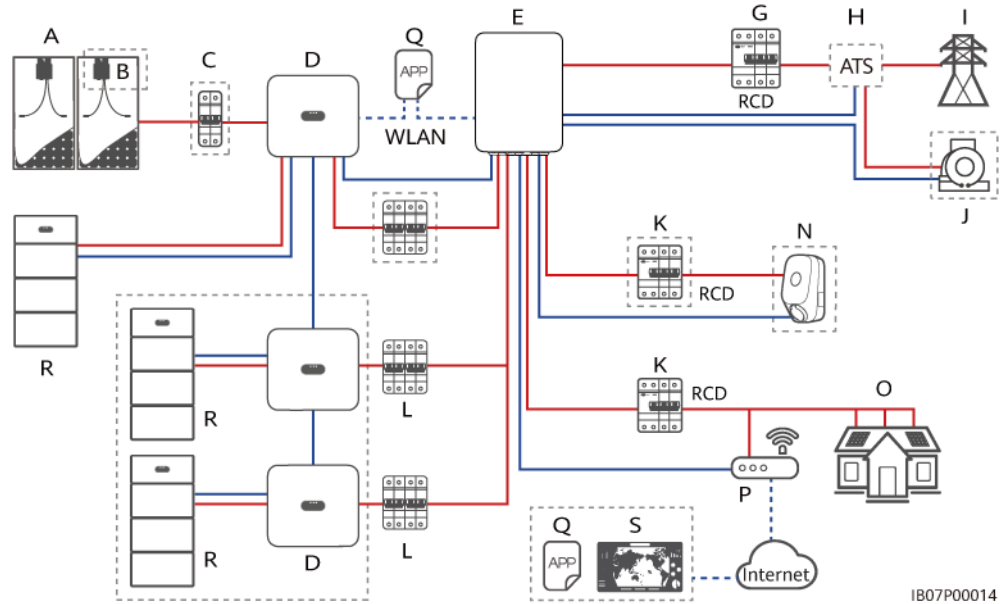 A
B
C
D
Q
APP
WLAN
E
G
RCD
H
ATS
I
J
K
RCD
N
R
R
L
K
RCD
O
P
R
D
L
Q
APP
S
Internet
IB07P00014